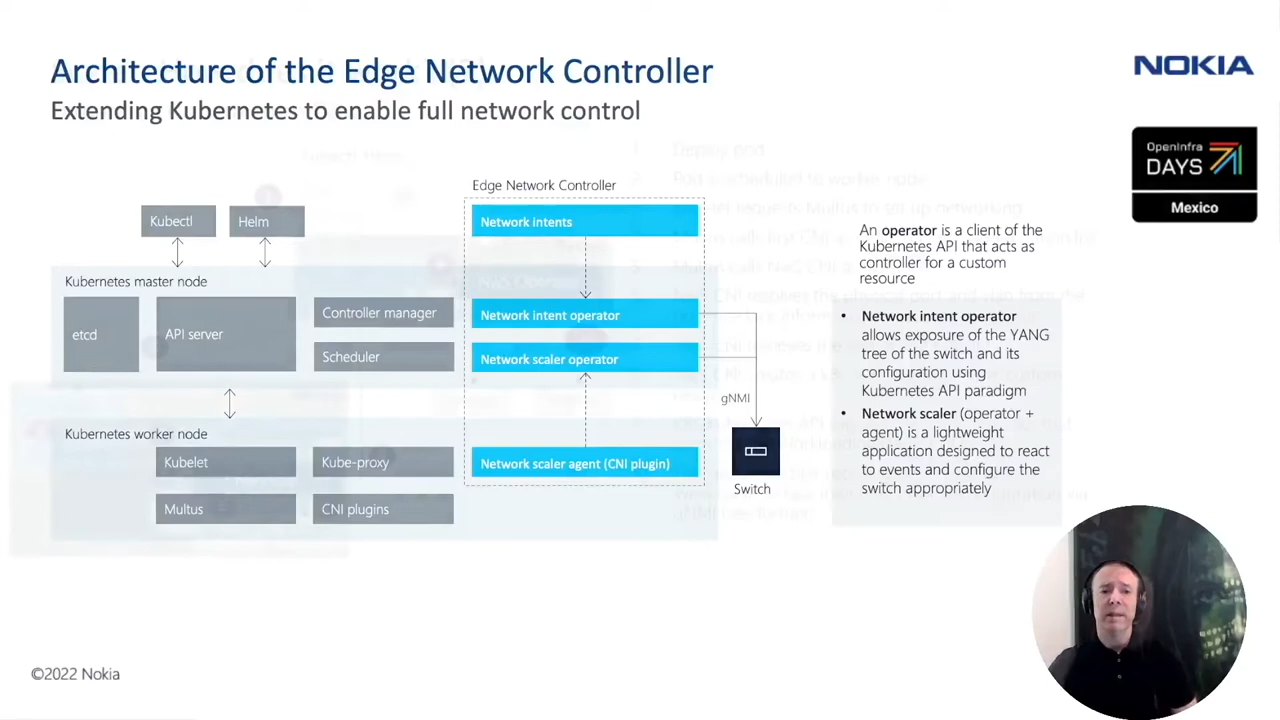 Architecture of the Edge Network Controller
Extending Kubernetes to enable full network control
NOKIA
OpenInfra
DAYS
Mexico
Edge Network Controller
Kubectl
Helm
Network intents
Kubernetes master node
etcd
API server
Controller manager
Scheduler
Network intent operator
Network scaler operator
gNMI
Kubernetes worker node
Kubelet
Kube-proxy
Multus
CNI plugins
Network scaler agent (CNI plugin)
Switch
An operator is a client of the
Kubernetes API that acts as
controller for a custom
resource
• Network intent operator
allows exposure of the YANG
tree of the switch and its
configuration using
Kubernetes API paradigm
• Network scaler (operator +
agent) is a lightweight
application designed to react
to events and configure the
switch appropriately
Deploy pod
©2022 Nokia